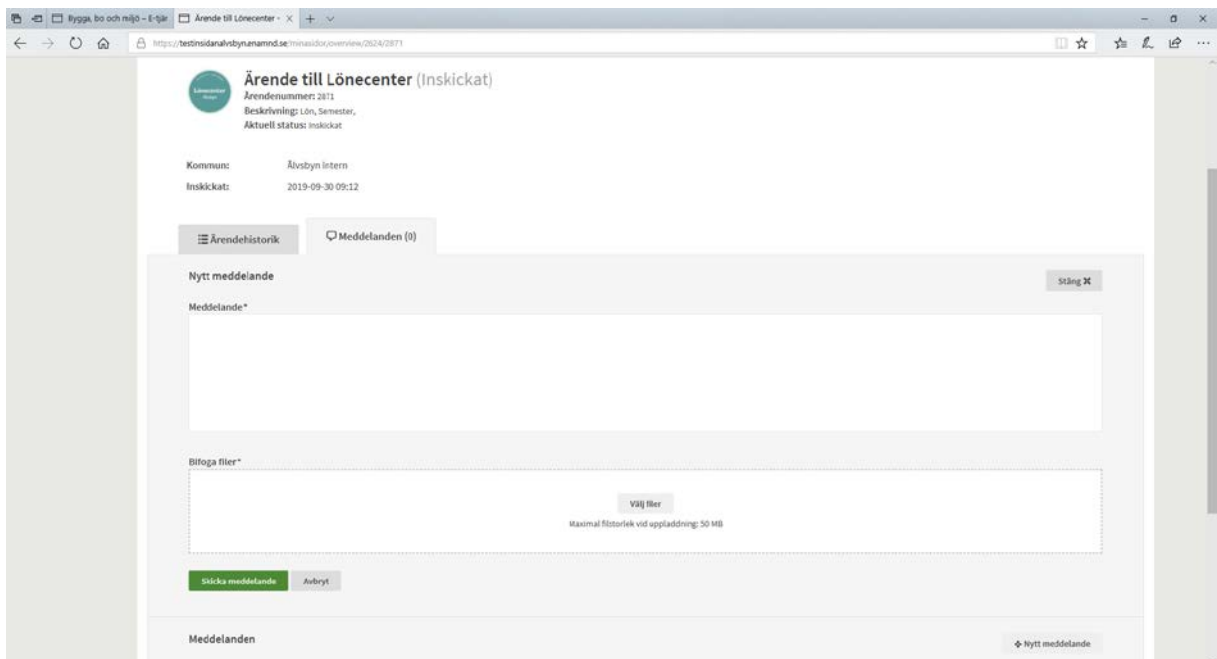 Bygga, bo och miljö – E-tjär
Ärende till Lönecenter -
https://testinsidanalvsbyn.enamnd.se/minasidor/overview/2624/2871
Lönecenter
Ärende till Lönecenter (Inskickat)
Ärendenummer: 2871
Beskrivning: Lön, Semester,
Aktuell status: Inskickat
Kommun: Älvsbyn Intern
Inskickat: 2019-09-30 09:12
Ärendehistorik
Meddelanden (0)
Nytt meddelande
Stäng
Meddelande*
Bifoga filer*
Välj filer
Maximal filstorlek vid uppladdning: 50 MB
Skicka meddelande
Avbryt
Meddelanden
Nytt meddelande